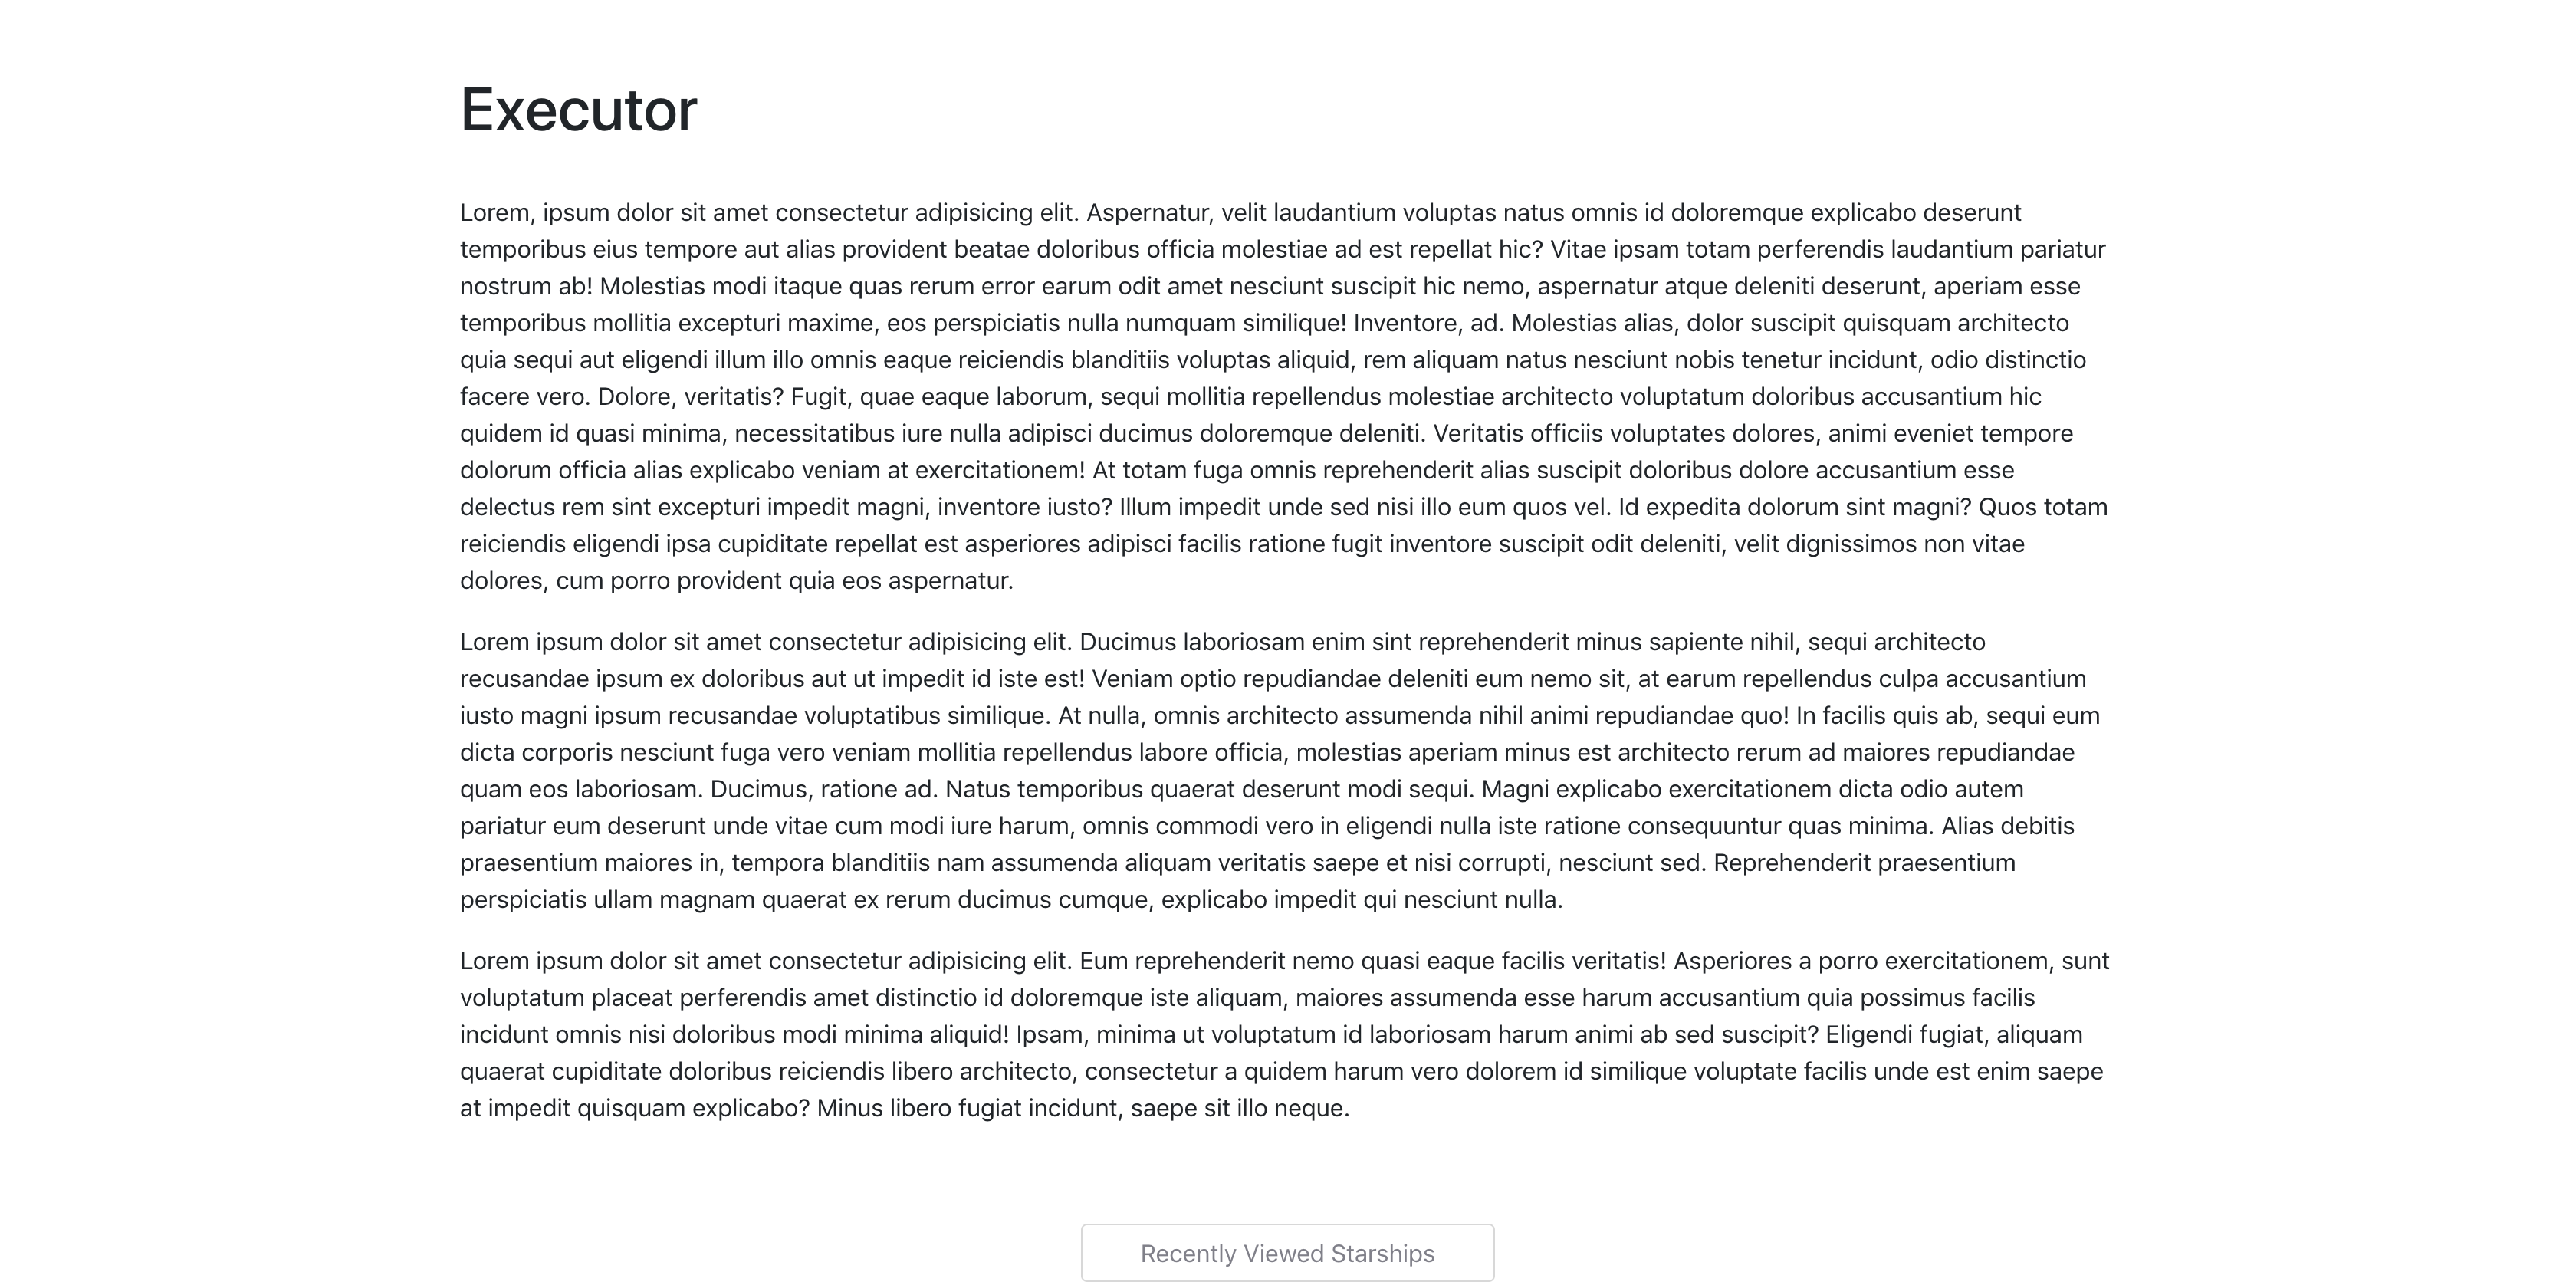 Executor
Lorem, ipsum dolor sit amet consectetur adipisicing elit. Aspernatur, velit laudantium voluptas natus omnis id doloremque explicabo deserunt
temporibus eius tempore aut alias provident beatae doloribus officia molestiae ad est repellat hic? Vitae ipsam totam perferendis laudantium pariatur
nostrum ab! Molestias modi itaque quas rerum error earum odit amet nesciunt suscipit hic nemo, aspernatur atque deleniti deserunt, aperiam esse
temporibus mollitia excepturi maxime, eos perspiciatis nulla numquam similique! Inventore, ad. Molestias alias, dolor suscipit quisquam architecto
quia sequi aut eligendi illum illo omnis eaque reiciendis blanditiis voluptas aliquid, rem aliquam natus nesciunt nobis tenetur incidunt, odio distinctio
facere vero. Dolore, veritatis? Fugit, quae eaque laborum, sequi mollitia repellendus molestiae architecto voluptatum doloribus accusantium hic
quidem id quasi minima, necessitatibus iure nulla adipisci ducimus doloremque deleniti. Veritatis officiis voluptates dolores, animi eveniet tempore
dolorum officia alias explicabo veniam at exercitationem! At totam fuga omnis reprehenderit alias suscipit doloribus dolore accusantium esse
delectus rem sint excepturi impedit magni, inventore iusto? Illum impedit unde sed nisi illo eum quos vel. Id expedita dolorum sint magni? Quos totam
reiciendis eligendi ipsa cupiditate repellat est asperiores adipisci facilis ratione fugit inventore suscipit odit deleniti, velit dignissimos non vitae
dolores, cum porro provident quia eos aspernatur.
Lorem ipsum dolor sit amet consectetur adipisicing elit. Ducimus laboriosam enim sint reprehenderit minus sapiente nihil, sequi architecto
recusandae ipsum ex doloribus aut ut impedit id iste est! Veniam optio repudiandae deleniti eum nemo sit, at earum repellendus culpa accusantium
iusto magni ipsum recusandae voluptatibus similique. At nulla, omnis architecto assumenda nihil animi repudiandae quo! In facilis quis ab, sequi eum
dicta corporis nesciunt fuga vero veniam mollitia repellendus labore officia, molestias aperiam minus est architecto rerum ad maiores repudiandae
quam eos laboriosam. Ducimus, ratione ad. Natus temporibus quaerat deserunt modi sequi. Magni explicabo exercitationem dicta odio autem
pariatur eum deserunt unde vitae cum modi iure harum, omnis commodi vero in eligendi nulla iste ratione consequuntur quas minima. Alias debitis
praesentium maiores in, tempora blanditiis nam assumenda aliquam veritatis saepe et nisi corrupti, nesciunt sed. Reprehenderit praesentium
perspiciatis ullam magnam quaerat ex rerum ducimus cumque, explicabo impedit qui nesciunt nulla.
Lorem ipsum dolor sit amet consectetur adipisicing elit. Eum reprehenderit nemo quasi eaque facilis veritatis! Asperiores a porro exercitationem, sunt
voluptatum placeat perferendis amet distinctio id doloremque iste aliquam, maiores assumenda esse harum accusantium quia possimus facilis
incidunt omnis nisi doloribus modi minima aliquid! Ipsam, minima ut voluptatum id laboriosam harum animi ab sed suscipit? Eligendi fugiat, aliquam
quaerat cupiditate doloribus reiciendis libero architecto, consectetur a quidem harum vero dolorem id similique voluptate facilis unde est enim saepe
at impedit quisquam explicabo? Minus libero fugiat incidunt, saepe sit illo neque.
Recently Viewed Starships